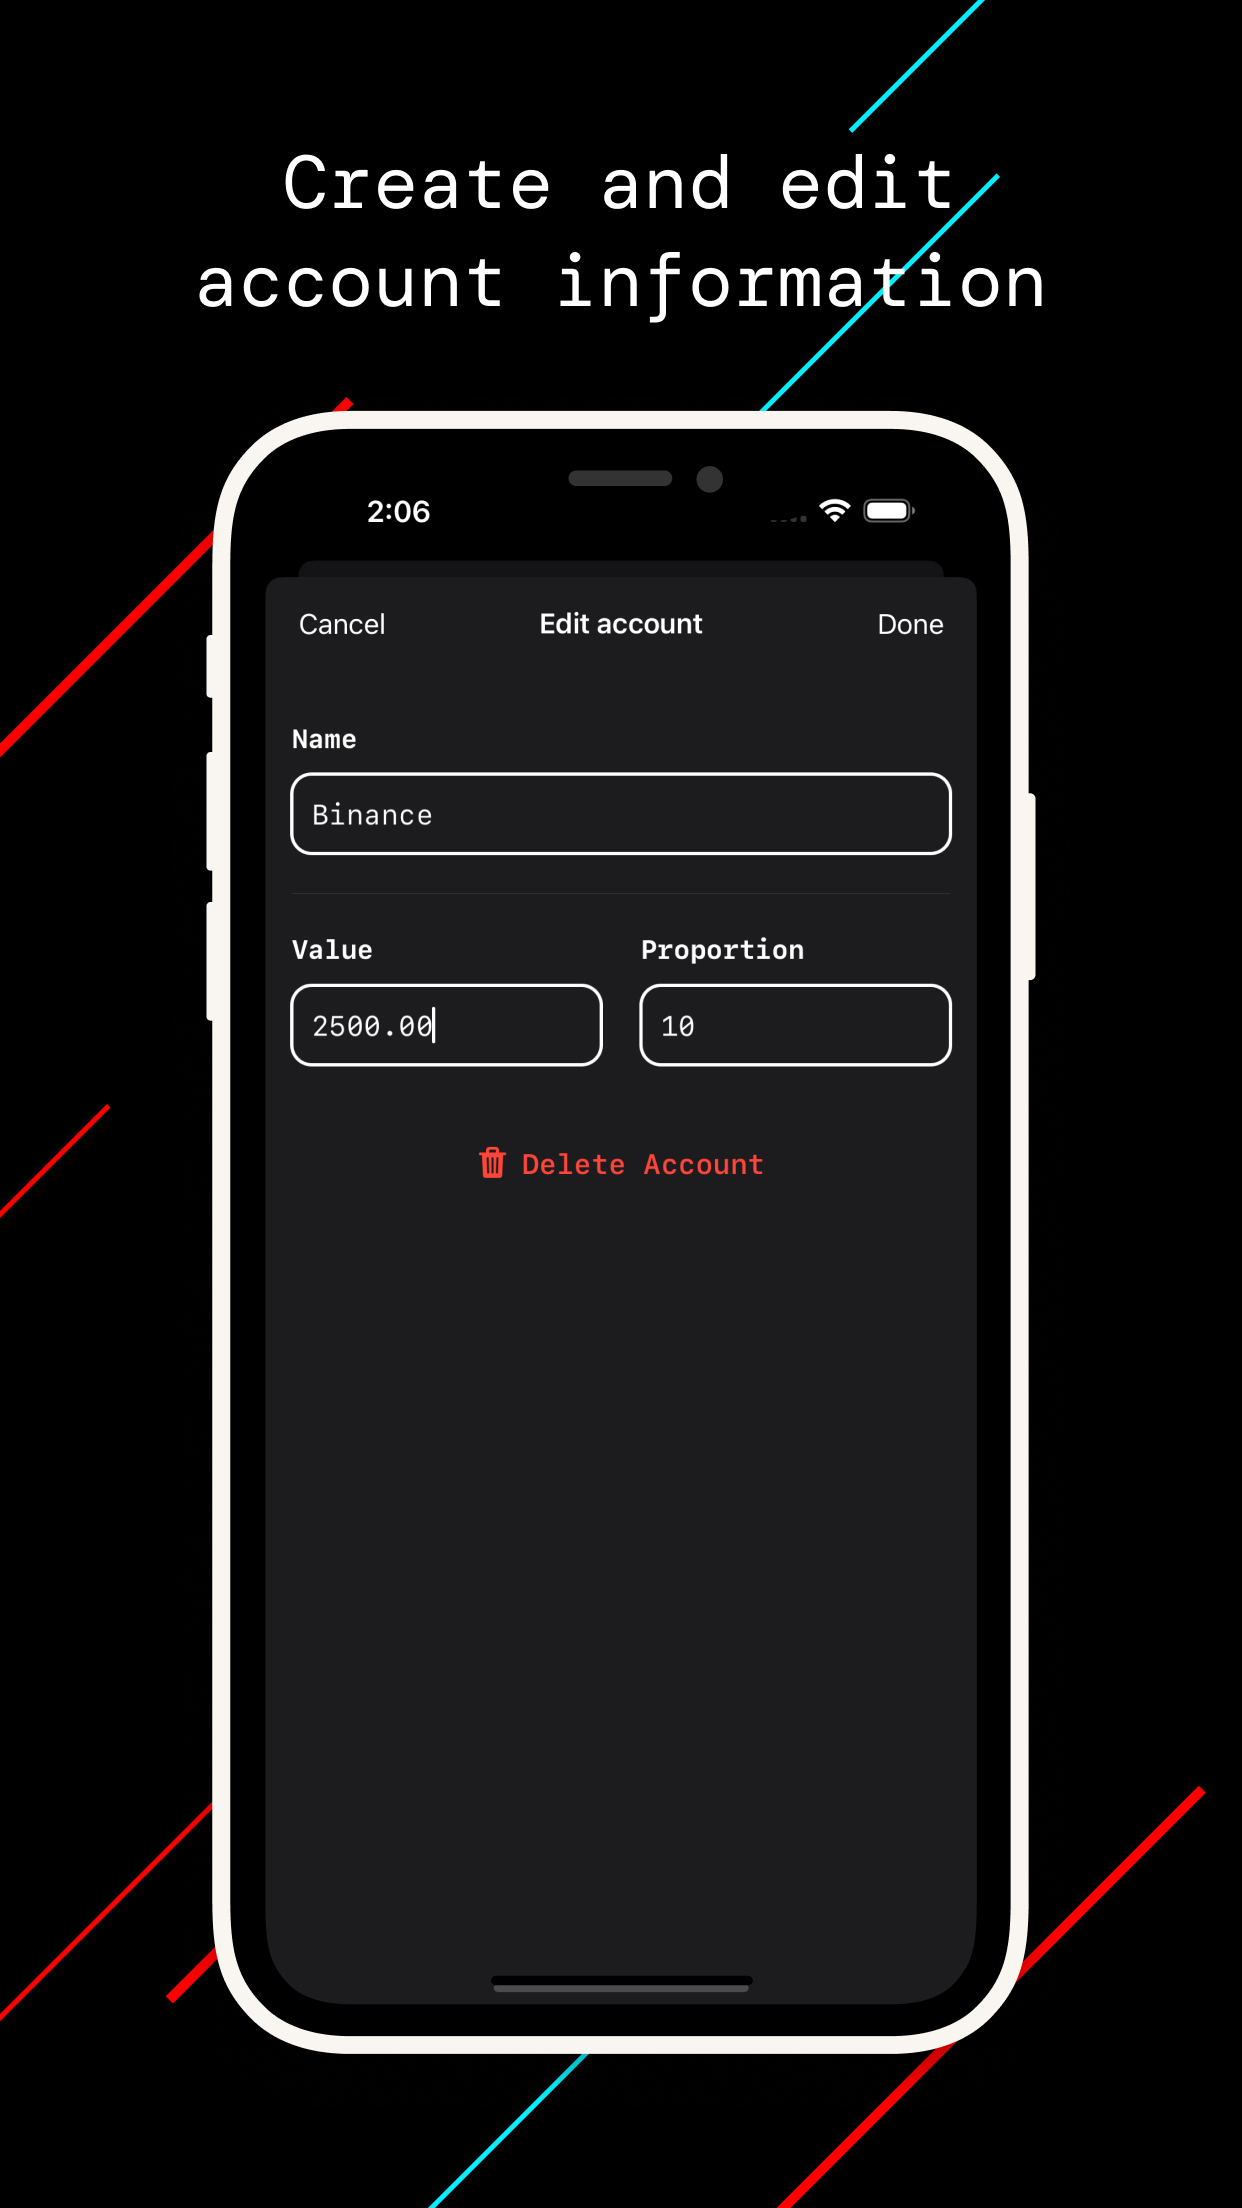 Create and edit
account information
2:06
Cancel Edit account Done
Name
Binance
Value Proportion
2500.00 10
Delete Account